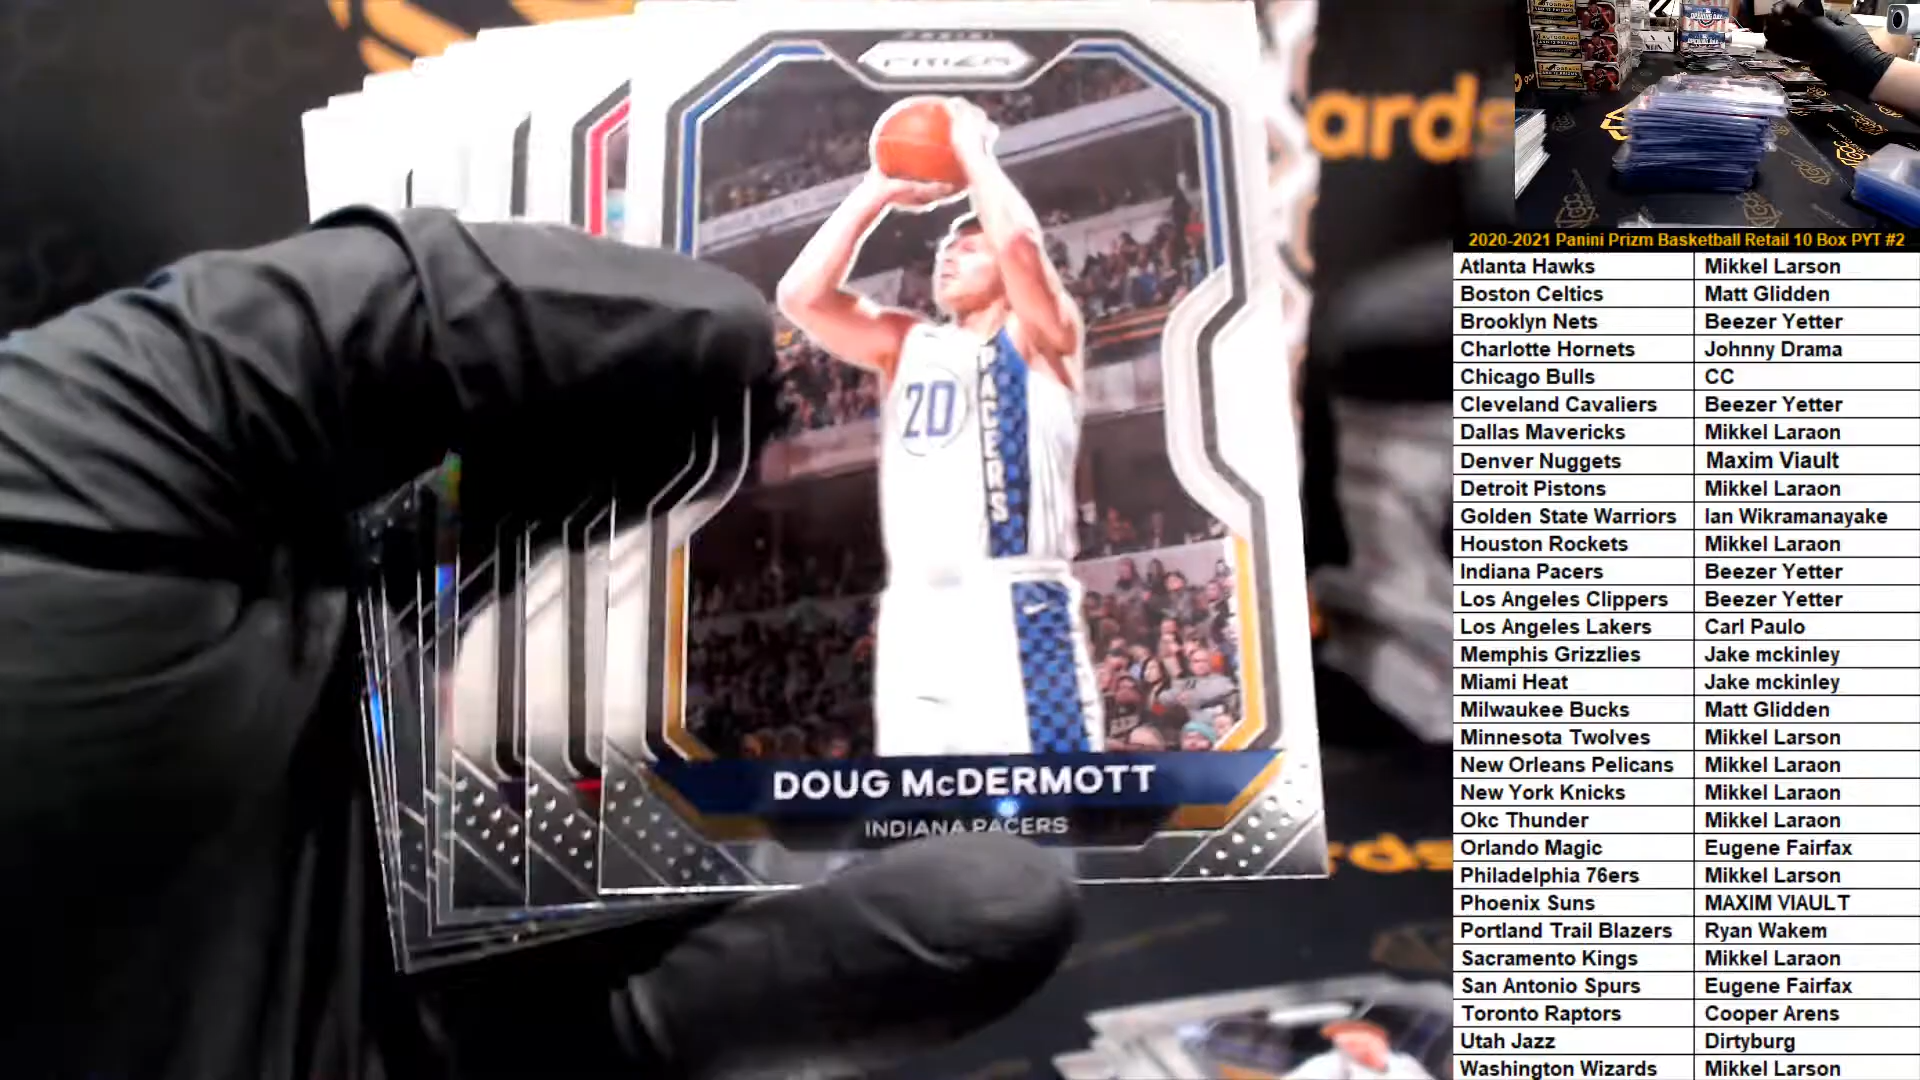 PANINI
PRIZM
20
PACERS
DOUG McDERMOTT
INDIANA PACERS
ards
2020-2021 Panini Prizm Basketball Retail 10 Box PYT #2
Atlanta Hawks Mikkel Larson
Boston Celtics Matt Glidden
Brooklyn Nets Beezer Yetter
Charlotte Hornets Johnny Drama
Chicago Bulls CC
Cleveland Cavaliers Beezer Yetter
Dallas Mavericks Mikkel Laraon
Denver Nuggets Maxim Viault
Detroit Pistons Mikkel Laraon
Golden State Warriors Ian Wikramanayake
Houston Rockets Mikkel Laraon
Indiana Pacers Beezer Yetter
Los Angeles Clippers Beezer Yetter
Los Angeles Lakers Carl Paulo
Memphis Grizzlies Jake mckinley
Miami Heat Jake mckinley
Milwaukee Bucks Matt Glidden
Minnesota Twolves Mikkel Larson
New Orleans Pelicans Mikkel Laraon
New York Knicks Mikkel Laraon
Okc Thunder Mikkel Laraon
Orlando Magic Eugene Fairfax
Philadelphia 76ers Mikkel Larson
Phoenix Suns MAXIM VIAULT
Portland Trail Blazers Ryan Wakem
Sacramento Kings Mikkel Laraon
San Antonio Spurs Eugene Fairfax
Toronto Raptors Cooper Arens
Utah Jazz Dirtyburg
Washington Wizards Mikkel Larson